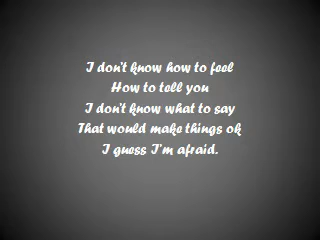 I don't know how to feel
How to tell you
I don't know what to say
That would make things ok
I guess I'm afraid.